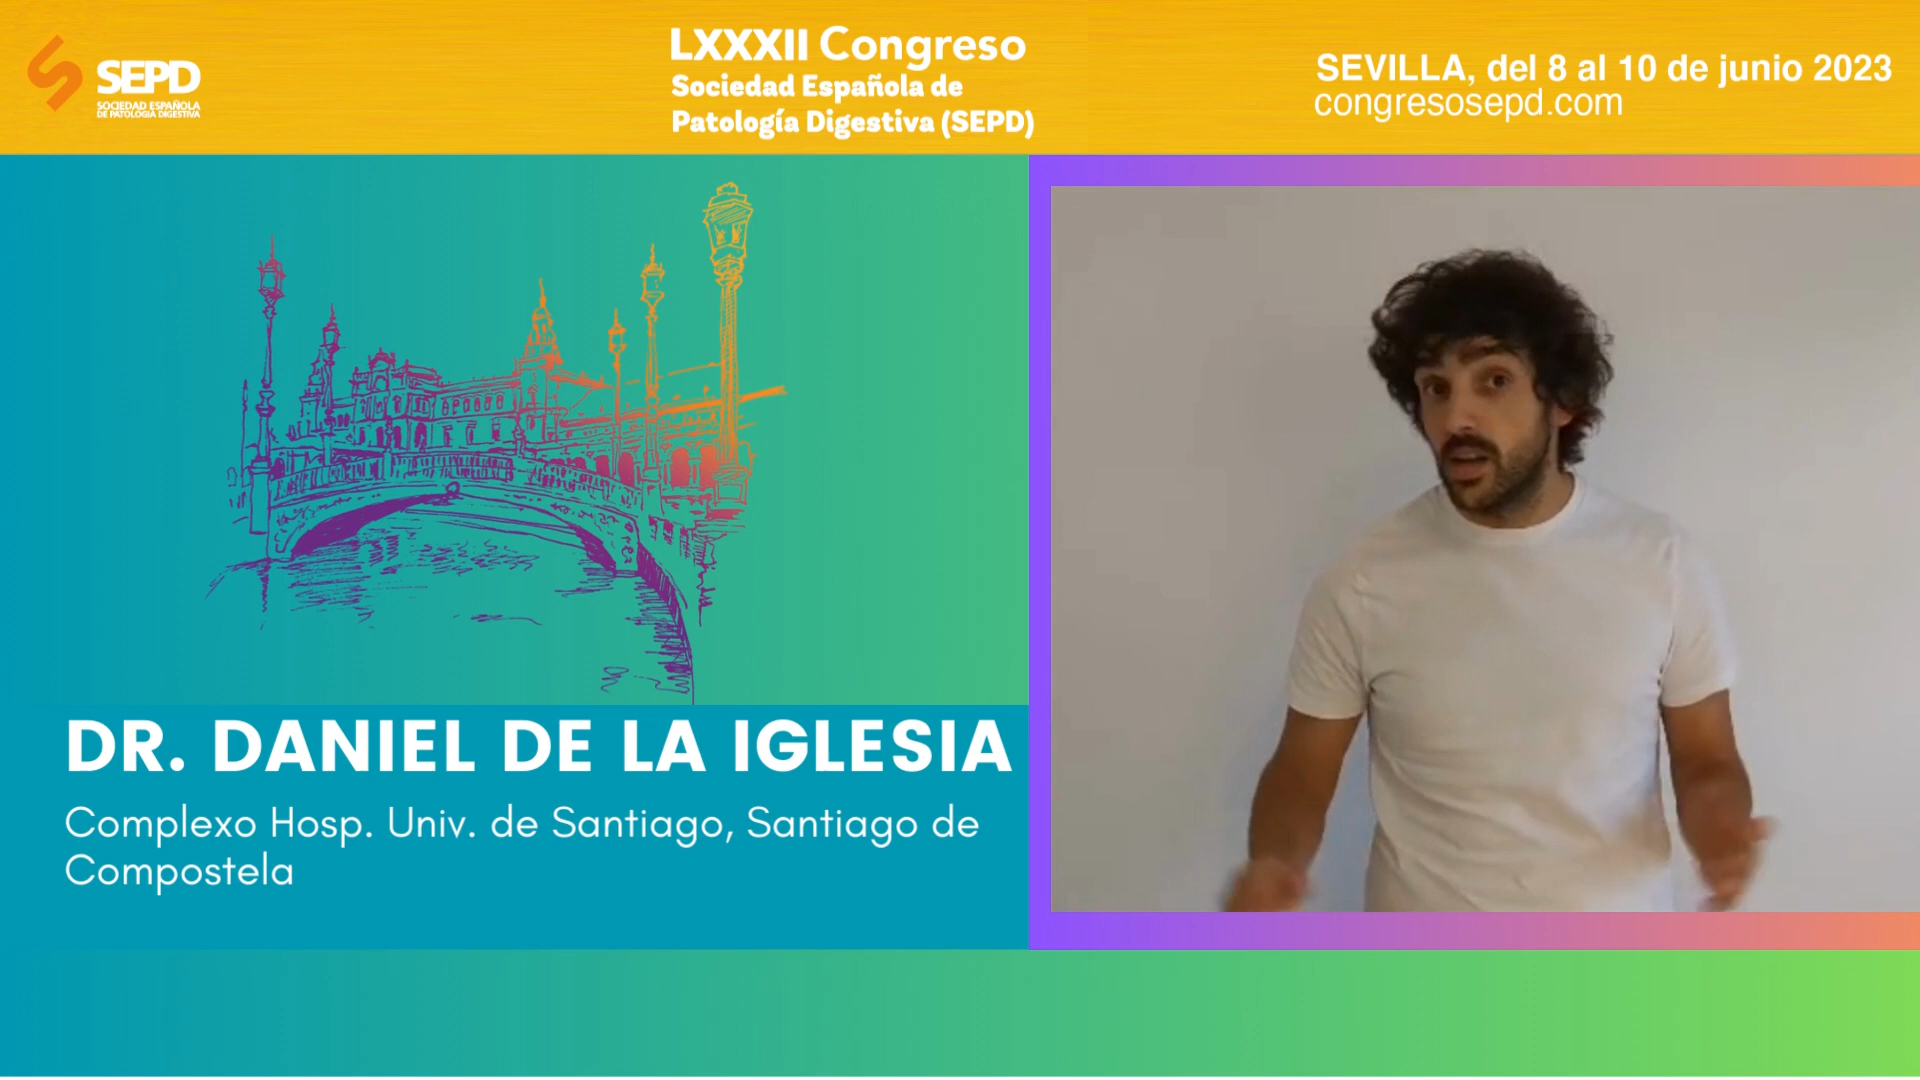 SEPD
SOCIEDAD ESPAÑOLA
DE PATOLOGÍA DIGESTIVA
LXXXII Congreso
Sociedad Española de
Patología Digestiva (SEPD)
SEVILLA, del 8 al 10 de junio 2023
congresosepd.com
DR. DANIEL DE LA IGLESIA
Complexo Hosp. Univ. de Santiago, Santiago de
Compostela